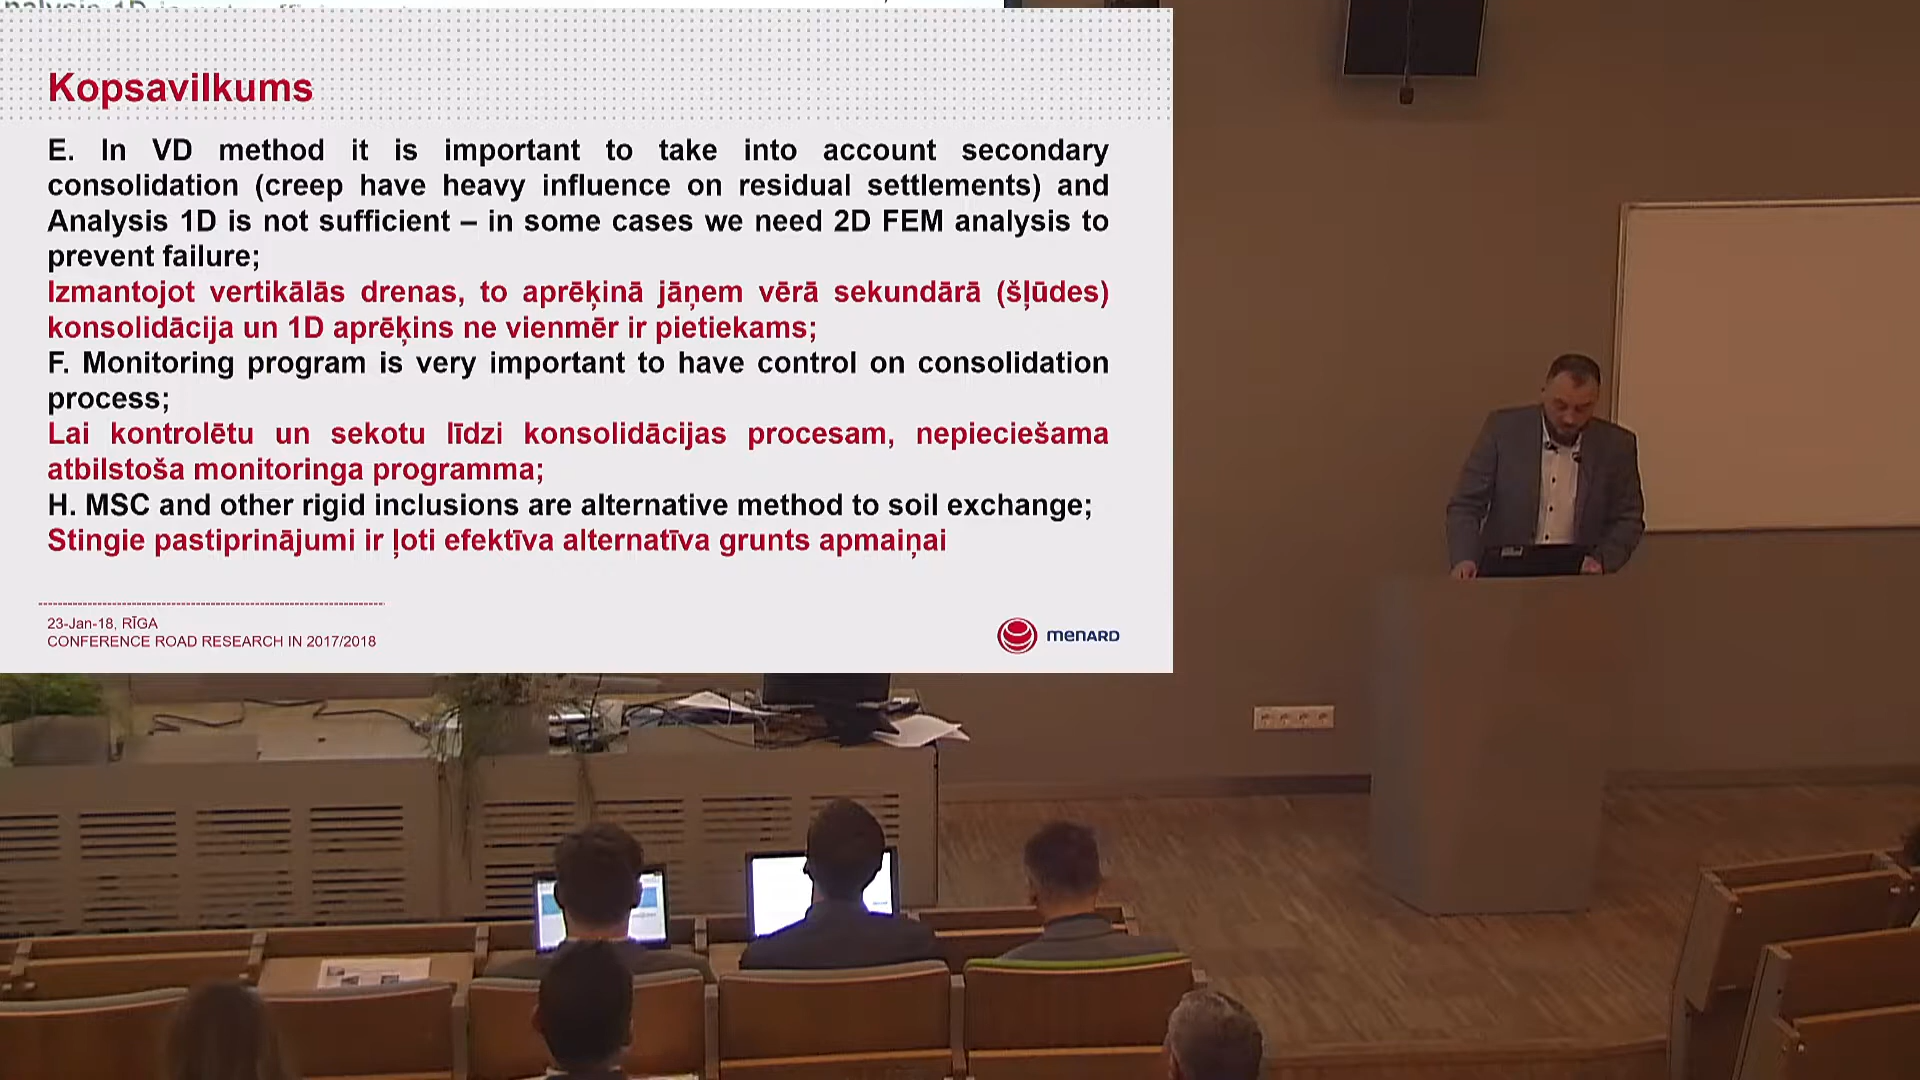 Kopsavilkums
E. In VD method it is important to take into account secondary
consolidation (creep have heavy influence on residual settlements) and
Analysis 1D is not sufficient – in some cases we need 2D FEM analysis to
prevent failure;
Izmantojot vertikālās drenas, to aprēķinā jāņem vērā sekundārā (šļūdes)
konsolidācija un 1D aprēķins ne vienmēr ir pietiekams;
F. Monitoring program is very important to have control on consolidation
process;
Lai kontrolētu un sekotu līdzi konsolidācijas procesam, nepieciešama
atbilstoša monitoringa programma;
H. MSC and other rigid inclusions are alternative method to soil exchange;
Stingie pastiprinājumi ir ļoti efektīva alternatīva grunts apmaiņai
23-Jan-18, RĪGA
CONFERENCE ROAD RESEARCH IN 2017/2018
menARD